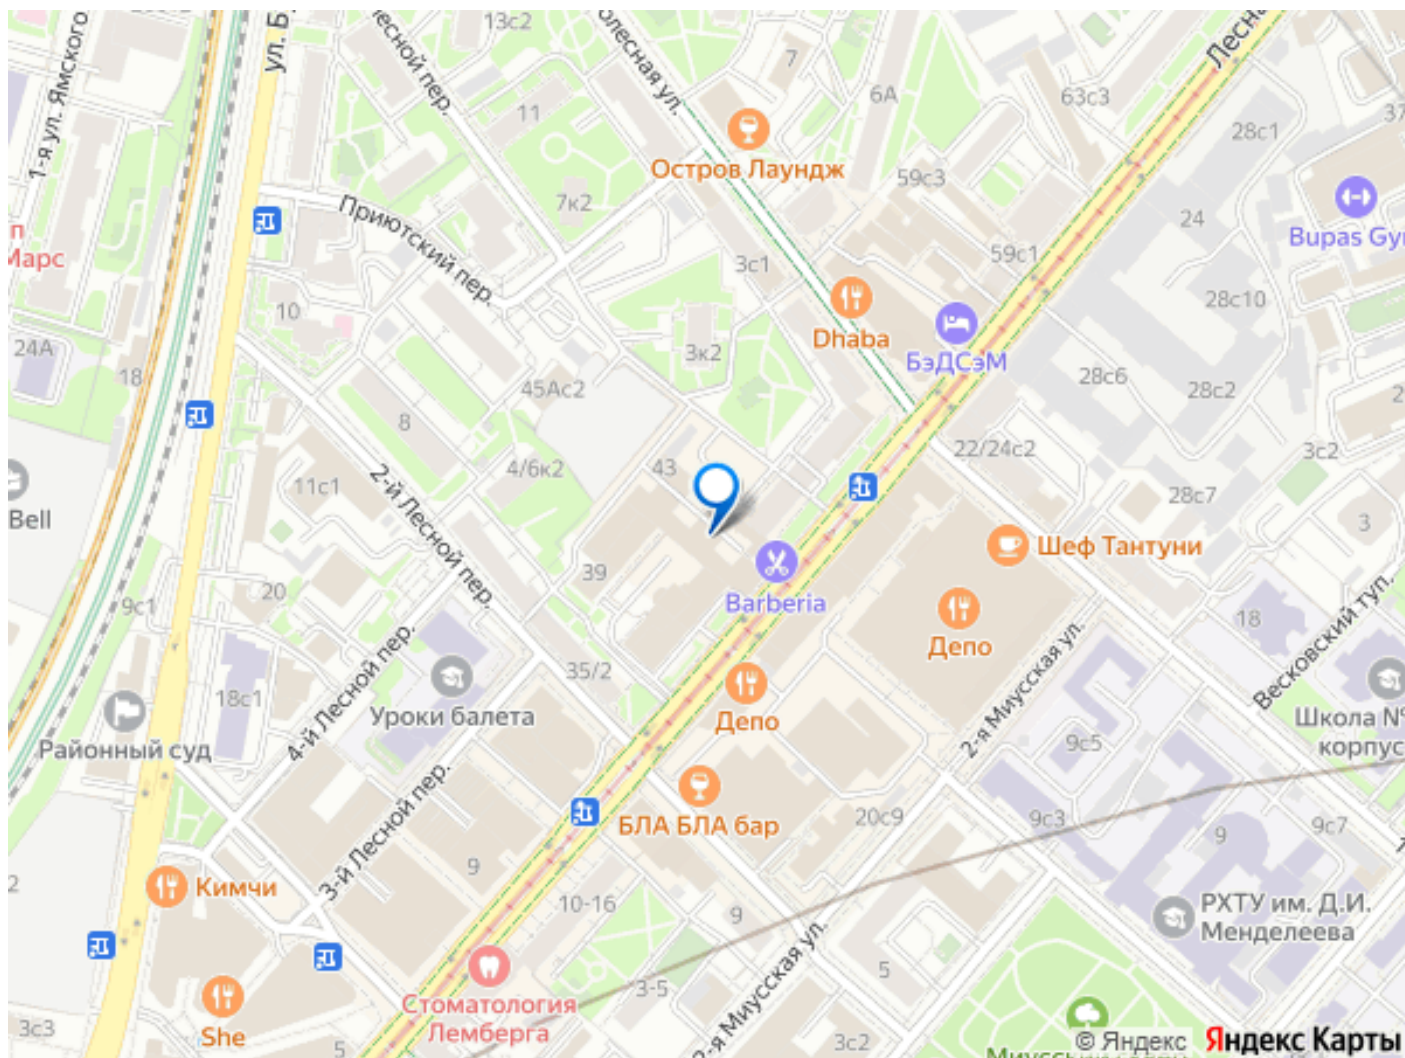 13с2
ул. Б
1-я ул. Ямского
лесной пер.
олесная ул.
Лесна
7
6А
63с3
11
28с1
37
Остров Лаундж
59с3
7к2
24
Приютский пер.
п
Марс
Bupas Gy
3с1
59с1
10
28с10
Dhaba
БэДСэМ
24А
18
3к2
45Ас2
28с6
28с2
2
8
22/24с2
3с2
4/6к2
43
11с1
2-й Лесной пер.
28с7
Bell
3
Шеф Тантуни
39
20
9с1
Barberia
Депо
18
Весковский туп.
4-й Лесной пер.
35/2
2-я Миусская ул.
18с1
Уроки балета
Депо
Школа №
корпус
Районный суд
9с5
3-й Лесной пер.
БЛА БЛА бар
20с9
9с3
9
9с7
2
9
Кимчи
10-16
9
РХТУ им. Д.И.
Менделеева
5
2-я Миусская ул.
3-5
Стоматология
Лемберга
She
3с3
5
3с2
© Яндекс Яндекс Карты